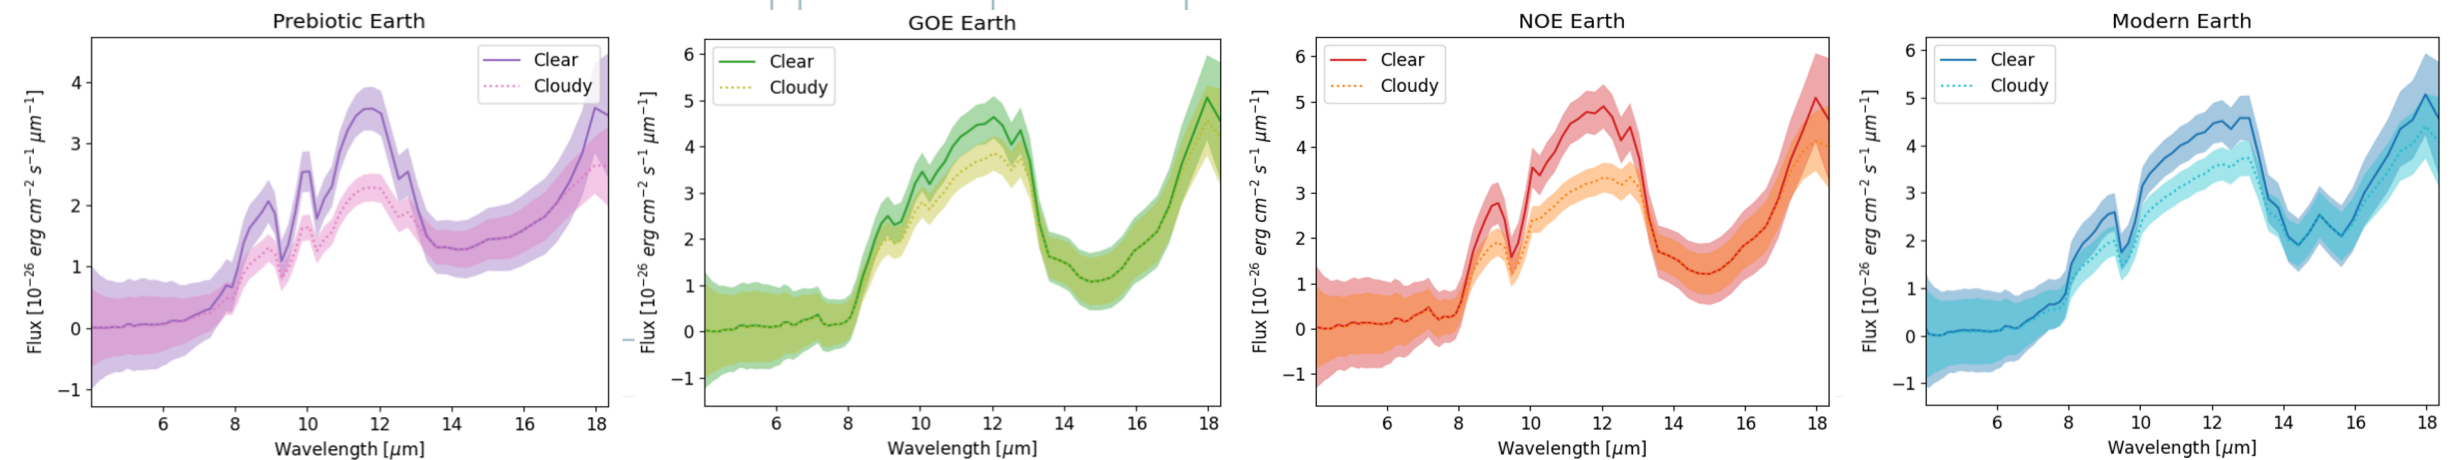 Prebiotic Earth
Clear
Cloudy
4
3
2
1
0
−1
Flux [10⁻²⁶ erg cm⁻² s⁻¹ μm⁻¹]
6 8 10 12 14 16 18
Wavelength [μm]
GOE Earth
Clear
Cloudy
6
5
4
3
2
1
0
−1
Flux [10⁻²⁶ erg cm⁻² s⁻¹ μm⁻¹]
6 8 10 12 14 16 18
Wavelength [μm]
NOE Earth
Clear
Cloudy
6
5
4
3
2
1
0
−1
Flux [10⁻²⁶ erg cm⁻² s⁻¹ μm⁻¹]
6 8 10 12 14 16 18
Wavelength [μm]
Modern Earth
Clear
Cloudy
6
5
4
3
2
1
0
−1
Flux [10⁻²⁶ erg cm⁻² s⁻¹ μm⁻¹]
6 8 10 12 14 16 18
Wavelength [μm]